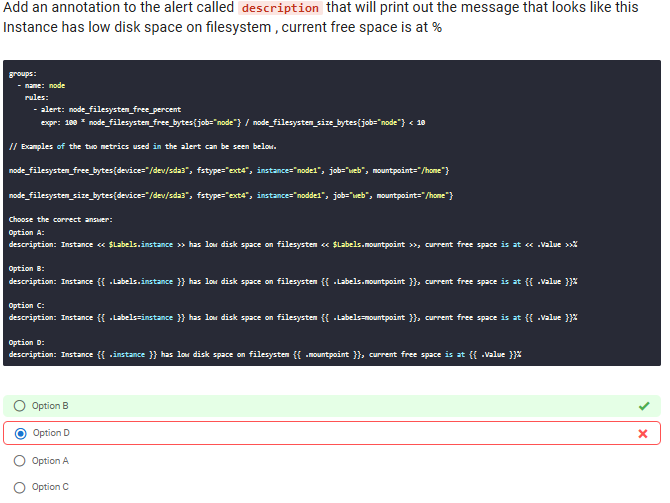 Add an annotation to the alert called description that will print out the message that looks like this
Instance has low disk space on filesystem , current free space is at %
groups:
- name: node
rules:
- alert: node_filesystem_free_percent
expr: 100 * node_filesystem_free_bytes{job="node"} / node_filesystem_size_bytes{job="node"} < 10
// Examples of the two metrics used in the alert can be seen below.
node_filesystem_free_bytes{device="/dev/sda3", fstype="ext4", instance="node1", job="web", mountpoint="/home"}
node_filesystem_size_bytes{device="/dev/sda3", fstype="ext4", instance="nodde1", job="web", mountpoint="/home"}
Choose the correct answer:
Option A:
description: Instance << $Labels.instance >> has low disk space on filesystem << $Labels.mountpoint >>, current free space is at << .Value >>%
Option B:
description: Instance {{ .Labels.instance }} has low disk space on filesystem {{ .Labels.mountpoint }}, current free space is at {{ .Value }}%
Option C:
description: Instance {{ .Labels=instance }} has low disk space on filesystem {{ .Labels=mountpoint }}, current free space is at {{ .Value }}%
Option D:
description: Instance {{ .instance }} has low disk space on filesystem {{ .mountpoint }}, current free space is at {{ .Value }}%
Option B
Option D
Option A
Option C